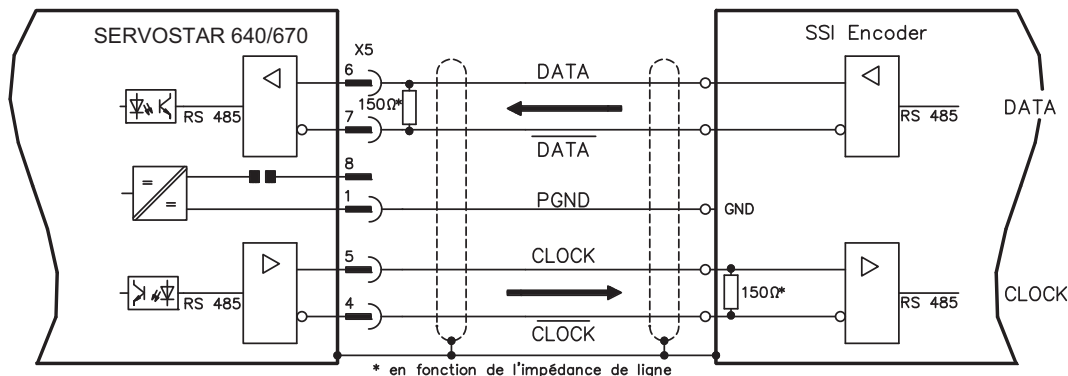 SERVOSTAR 640/670
X5
SSI Encoder
6
DATA
150Ω*
RS 485
7
DATA
RS 485
DATA
8
1
PGND
GND
5
CLOCK
150Ω*
RS 485
4
CLOCK
RS 485
CLOCK
* en fonction de l'impédance de ligne